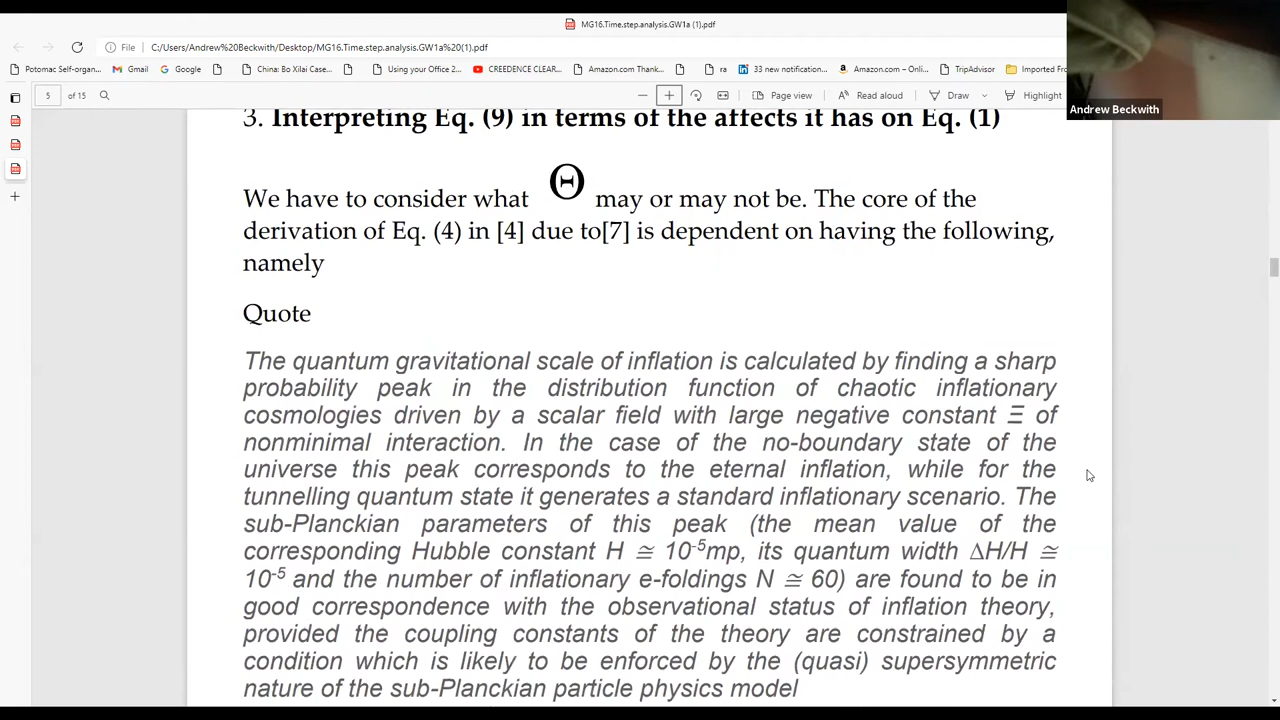 MG16.Time.step.analysis.GW1a (1).pdf
File C:/Users/Andrew%20Beckwith/Desktop/MG16.Time.step.analysis.GW1a%20(1).pdf
Potomac Self-organ... Gmail Google China: Bo Xilai Case... Using your Office 2... CREEDENCE CLEAR... Amazon.com Thank... ra 33 new notification... Amazon.com – Onli... TripAdvisor Imported Fro
5 of 15 Page view Read aloud Draw Highlight
Andrew Beckwith
3. Interpreting Eq. (9) in terms of the affects it has on Eq. (1)
We have to consider what Θ may or may not be. The core of the
derivation of Eq. (4) in [4] due to[7] is dependent on having the following,
namely
Quote
The quantum gravitational scale of inflation is calculated by finding a sharp
probability peak in the distribution function of chaotic inflationary
cosmologies driven by a scalar field with large negative constant Ξ of
nonminimal interaction. In the case of the no-boundary state of the
universe this peak corresponds to the eternal inflation, while for the
tunnelling quantum state it generates a standard inflationary scenario. The
sub-Planckian parameters of this peak (the mean value of the
corresponding Hubble constant H ≅ 10⁻⁵mp, its quantum width ΔH/H ≅
10⁻⁵ and the number of inflationary e-foldings N ≅ 60) are found to be in
good correspondence with the observational status of inflation theory,
provided the coupling constants of the theory are constrained by a
condition which is likely to be enforced by the (quasi) supersymmetric
nature of the sub-Planckian particle physics model